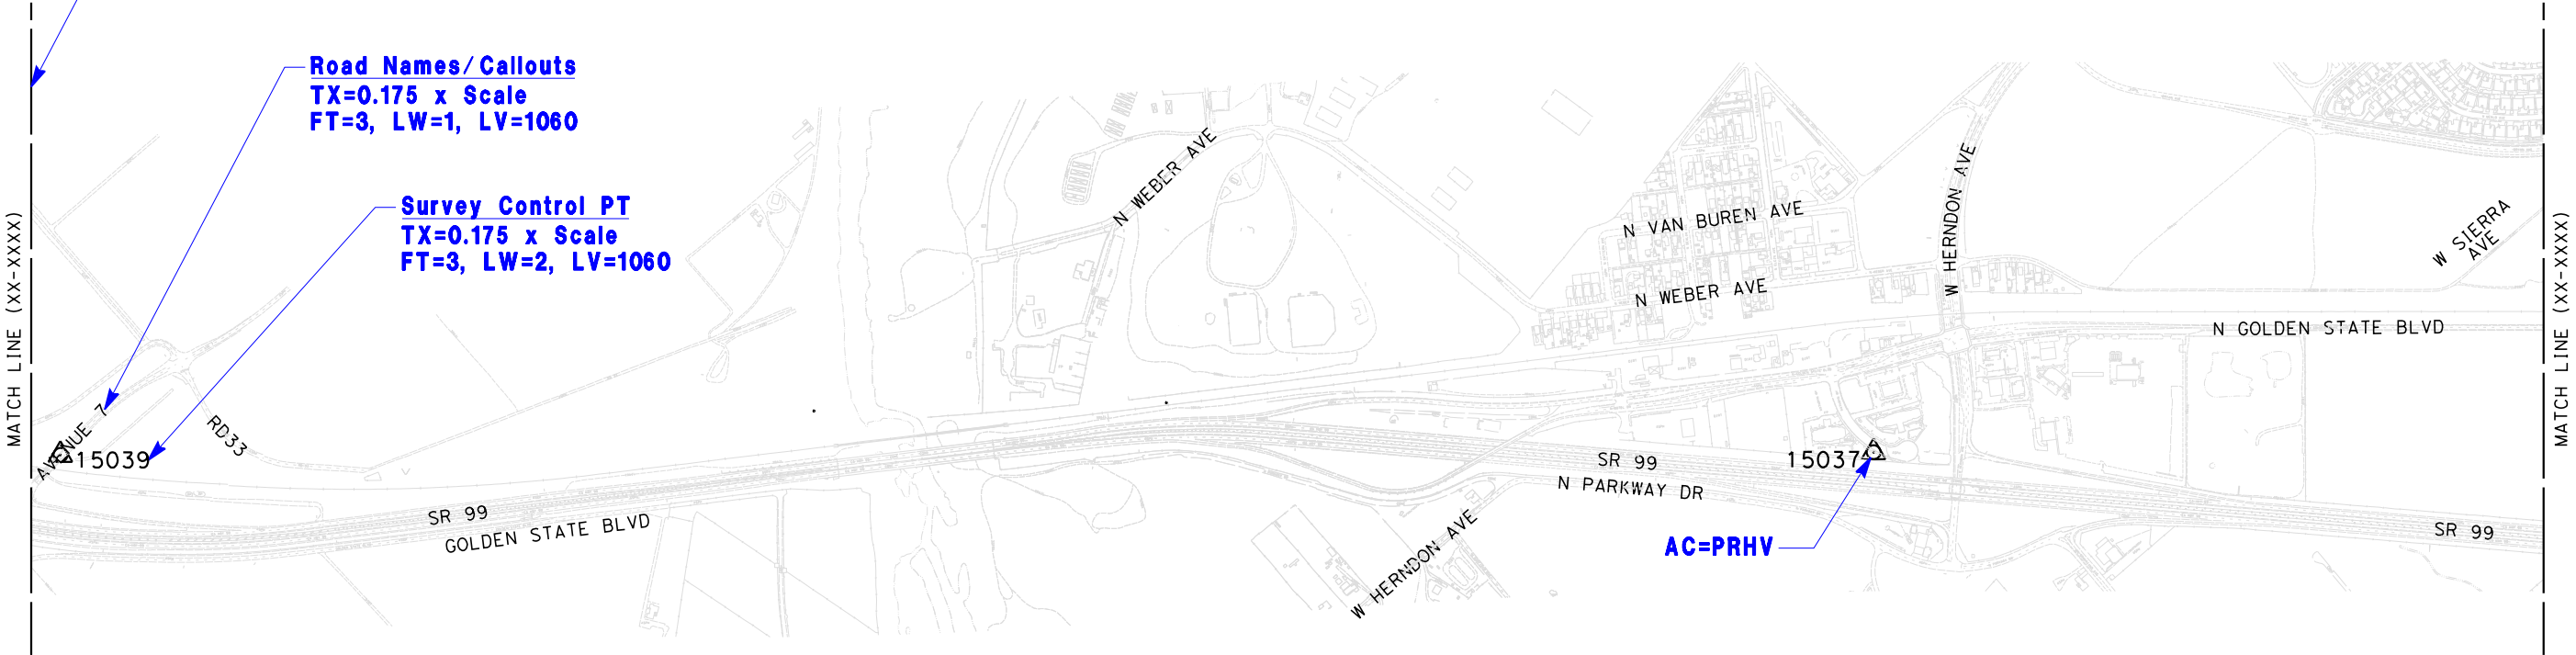 Road Names/Callouts
TX=0.175 x Scale
FT=3, LW=1, LV=1060
Survey Control PT
TX=0.175 x Scale
FT=3, LW=2, LV=1060
MATCH LINE (XX-XXXX)
AVENUE 7
15039
RD33
SR 99
GOLDEN STATE BLVD
N WEBER AVE
N VAN BUREN AVE
N WEBER AVE
W HERNDON AVE
W SIERRA
AVE
N GOLDEN STATE BLVD
SR 99
N PARKWAY DR
15037
W HERNDON AVE
AC=PRHV
SR 99
MATCH LINE (XX-XXXX)